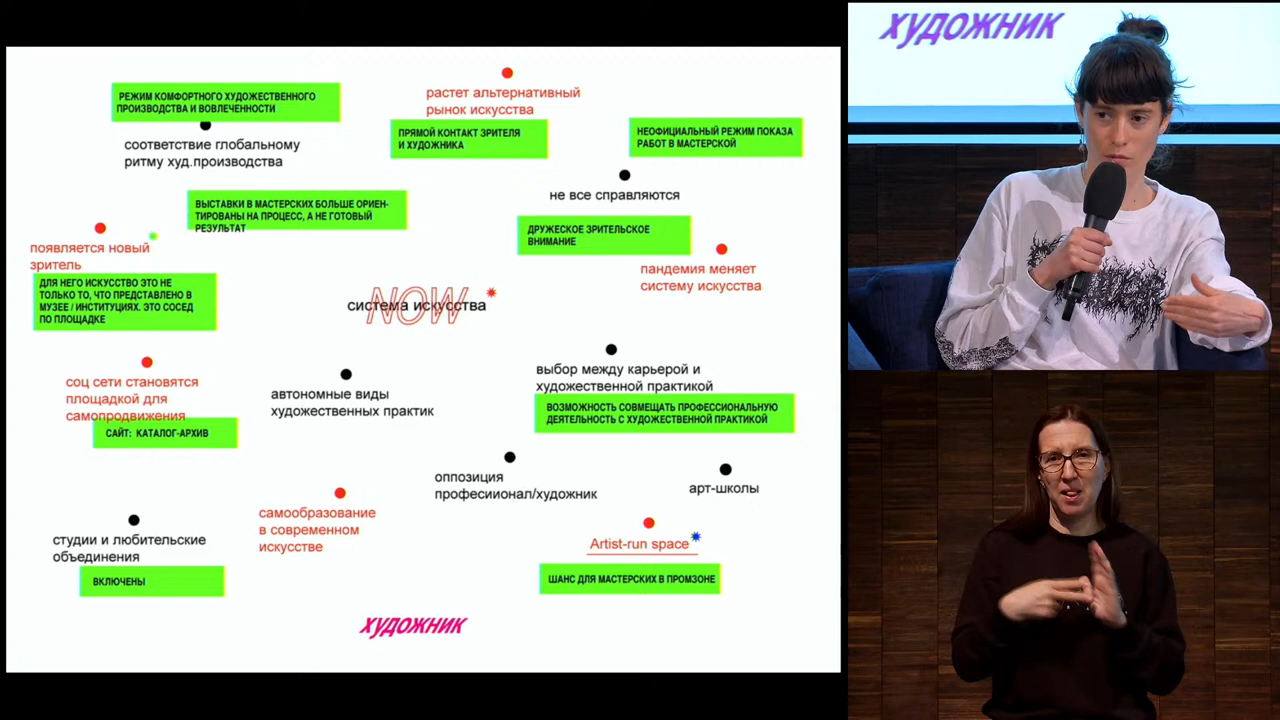 РЕЖИМ КОМФОРТНОГО ХУДОЖЕСТВЕННОГО
ПРОИЗВОДСТВА И ВОВЛЕЧЕННОСТИ
соответствие глобальному
ритму худ.производства
растет альтернативный
рынок искусства
ПРЯМОЙ КОНТАКТ ЗРИТЕЛЯ
И ХУДОЖНИКА
НЕОФИЦИАЛЬНЫЙ РЕЖИМ ПОКАЗА
РАБОТ В МАСТЕРСКОЙ
не все справляются
ВЫСТАВКИ В МАСТЕРСКИХ БОЛЬШЕ ОРИЕН-
ТИРОВАНЫ НА ПРОЦЕСС, А НЕ ГОТОВЫЙ
РЕЗУЛЬТАТ
ДРУЖЕСКОЕ ЗРИТЕЛЬСКОЕ
ВНИМАНИЕ
появляется новый
зритель
ДЛЯ НЕГО ИСКУССТВО ЭТО НЕ
ТОЛЬКО ТО, ЧТО ПРЕДСТАВЛЕНО В
МУЗЕЕ / ИНСТИТУЦИЯХ. ЭТО СОСЕД
ПО ПЛОЩАДКЕ
пандемия меняет
систему искусства
система искусства
NOW
соц сети становятся
площадкой для
самопродвижения
САЙТ: КАТАЛОГ-АРХИВ
автономные виды
художественных практик
выбор между карьерой и
художественной практикой
ВОЗМОЖНОСТЬ СОВМЕЩАТЬ ПРОФЕССИОНАЛЬНУЮ
ДЕЯТЕЛЬНОСТЬ С ХУДОЖЕСТВЕННОЙ ПРАКТИКОЙ
оппозиция
професиионал/художник
арт-школы
самообразование
в современном
искусстве
студии и любительские
объединения
ВКЛЮЧЕНЫ
Artist-run space
ШАНС ДЛЯ МАСТЕРСКИХ В ПРОМЗОНЕ
ХУДОЖНИК
ХУДОЖНИК